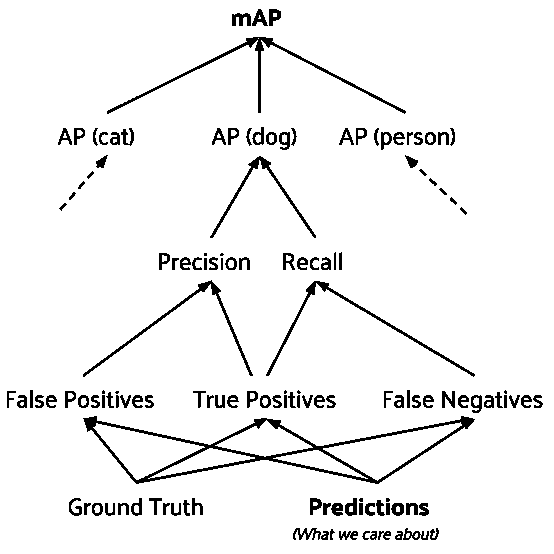 mAP
AP (cat) AP (dog) AP (person)
Precision Recall
False Positives True Positives False Negatives
Ground Truth Predictions
(What we care about)